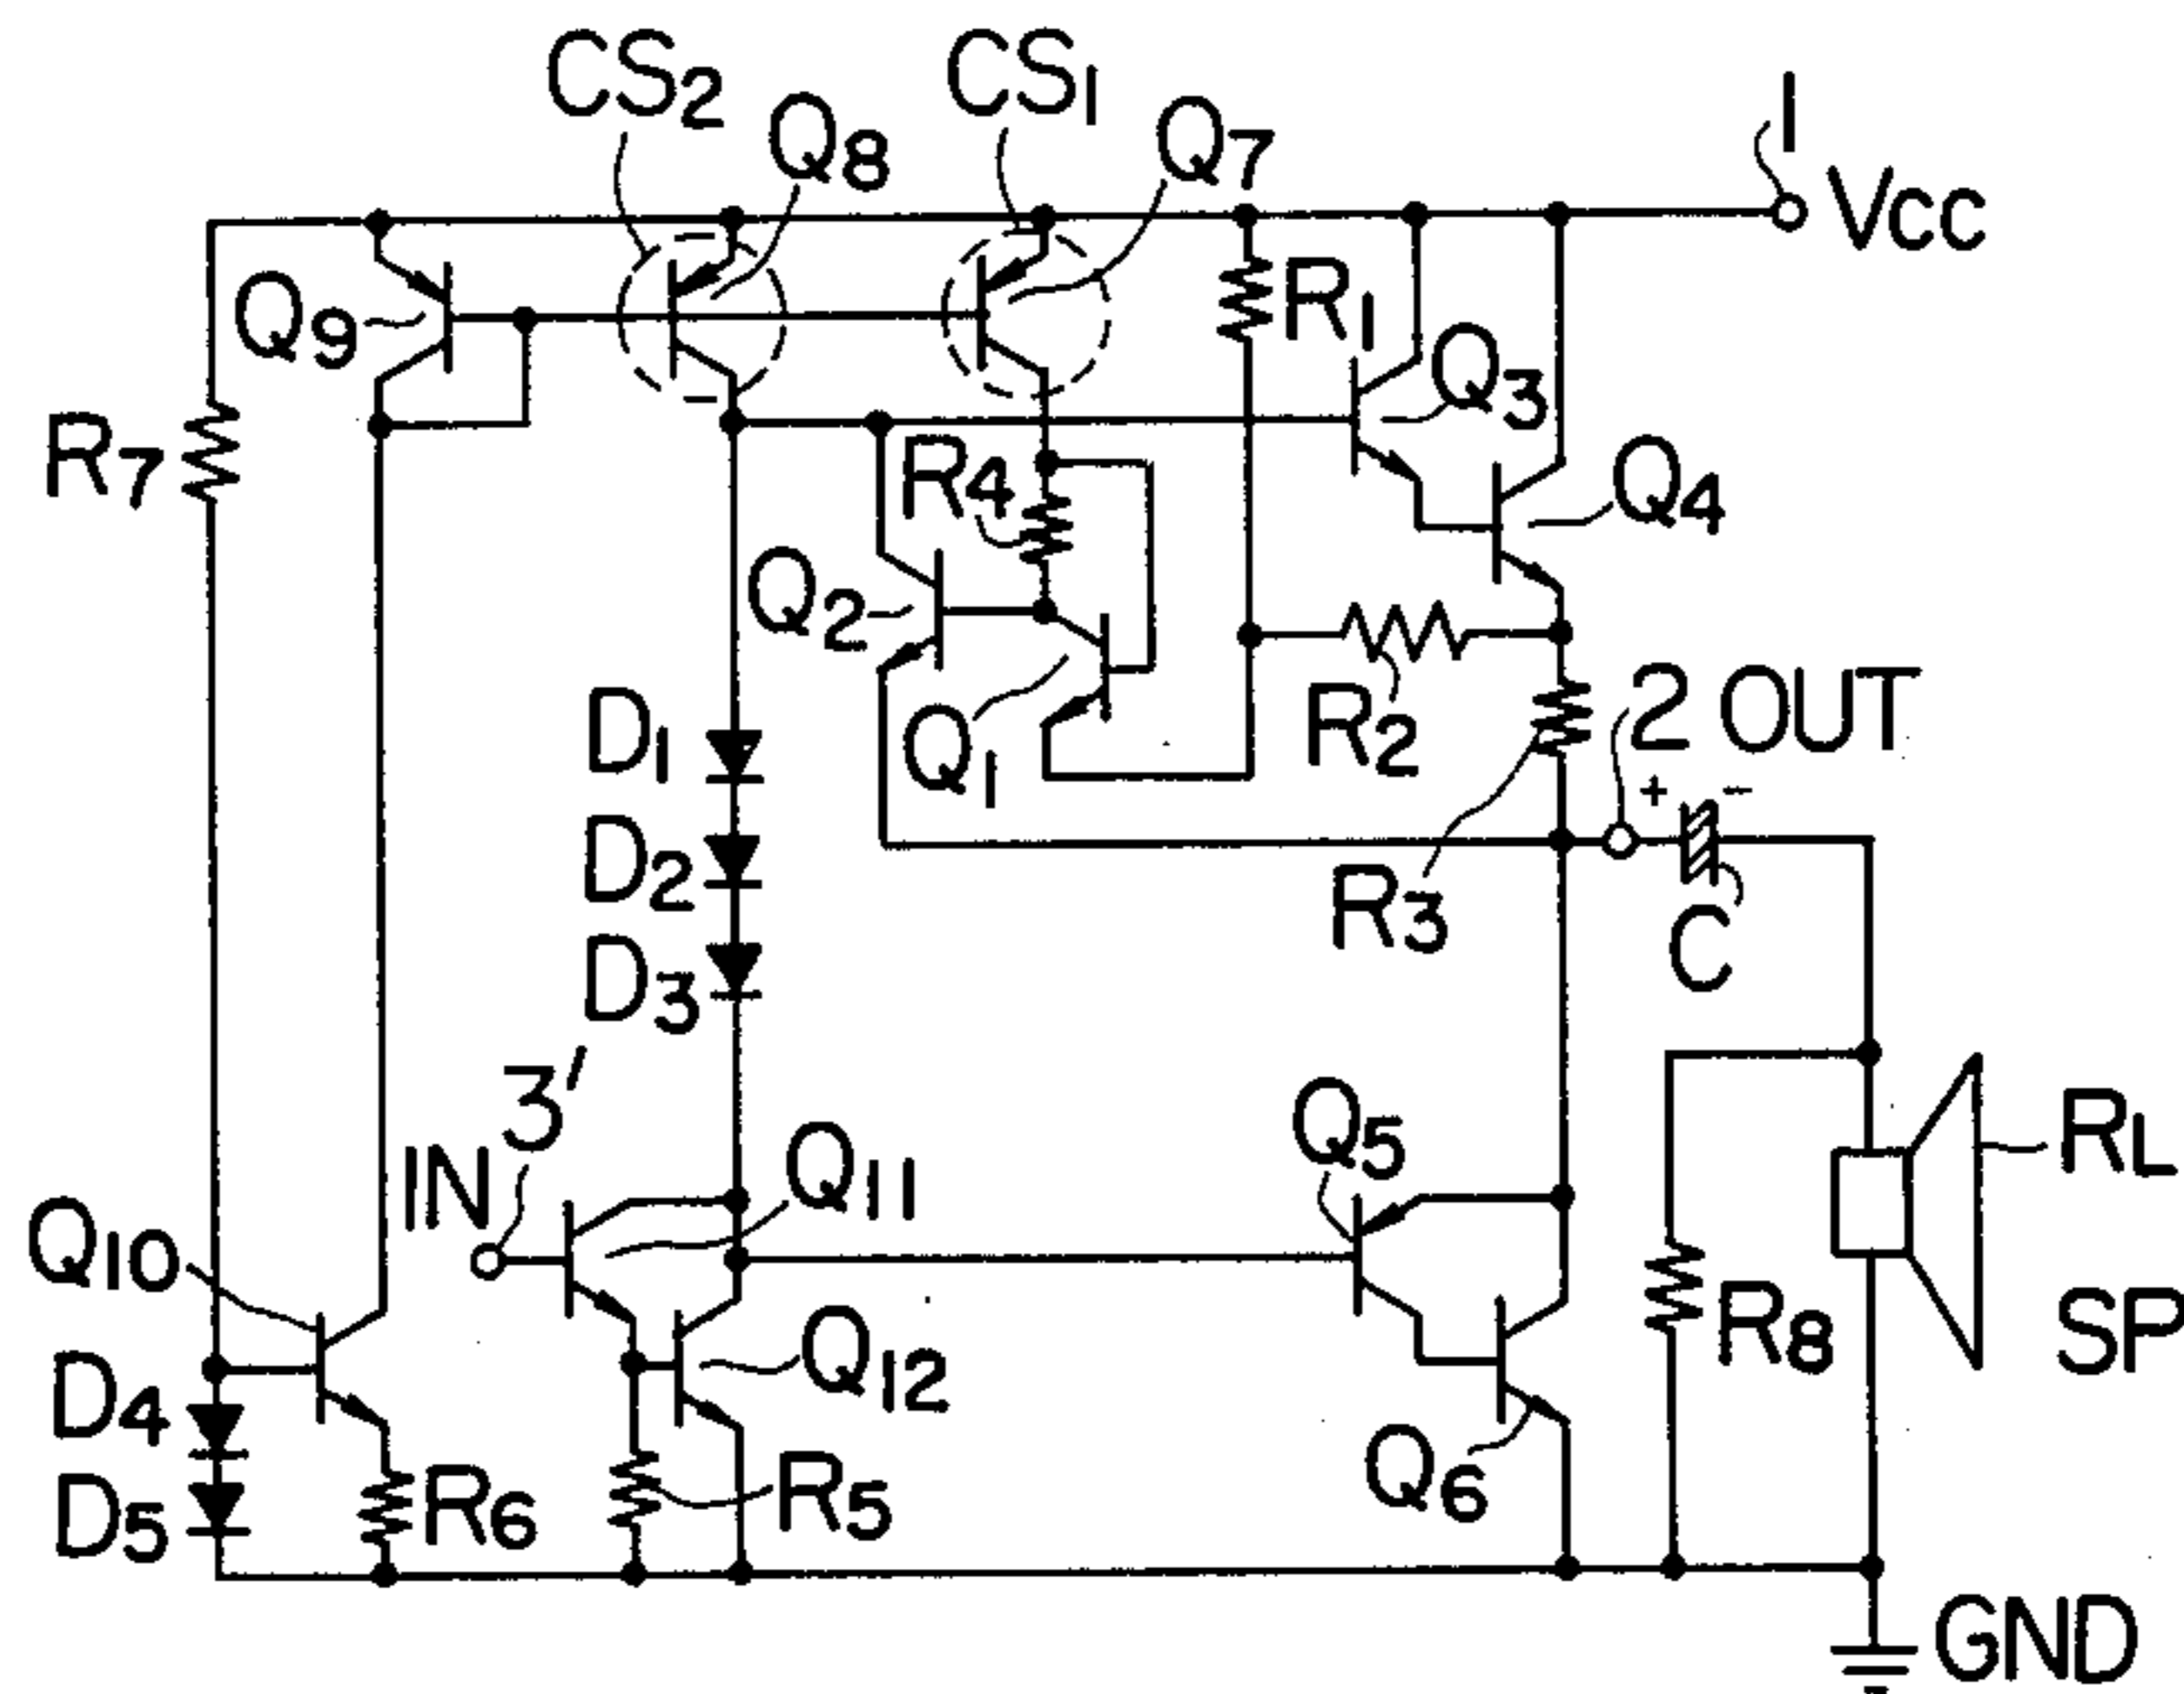 CS2 CS1 1
Q8 Q7 VCC
Q9 R1 Q3
R7 R4 Q4
Q2
D1 Q1 R2 2 OUT
+ -
D2 R3 C
D3
3'
IN Q11 Q5 RL
Q10 Q12 R8 SP
D4
D5 R6 R5 Q6
GND